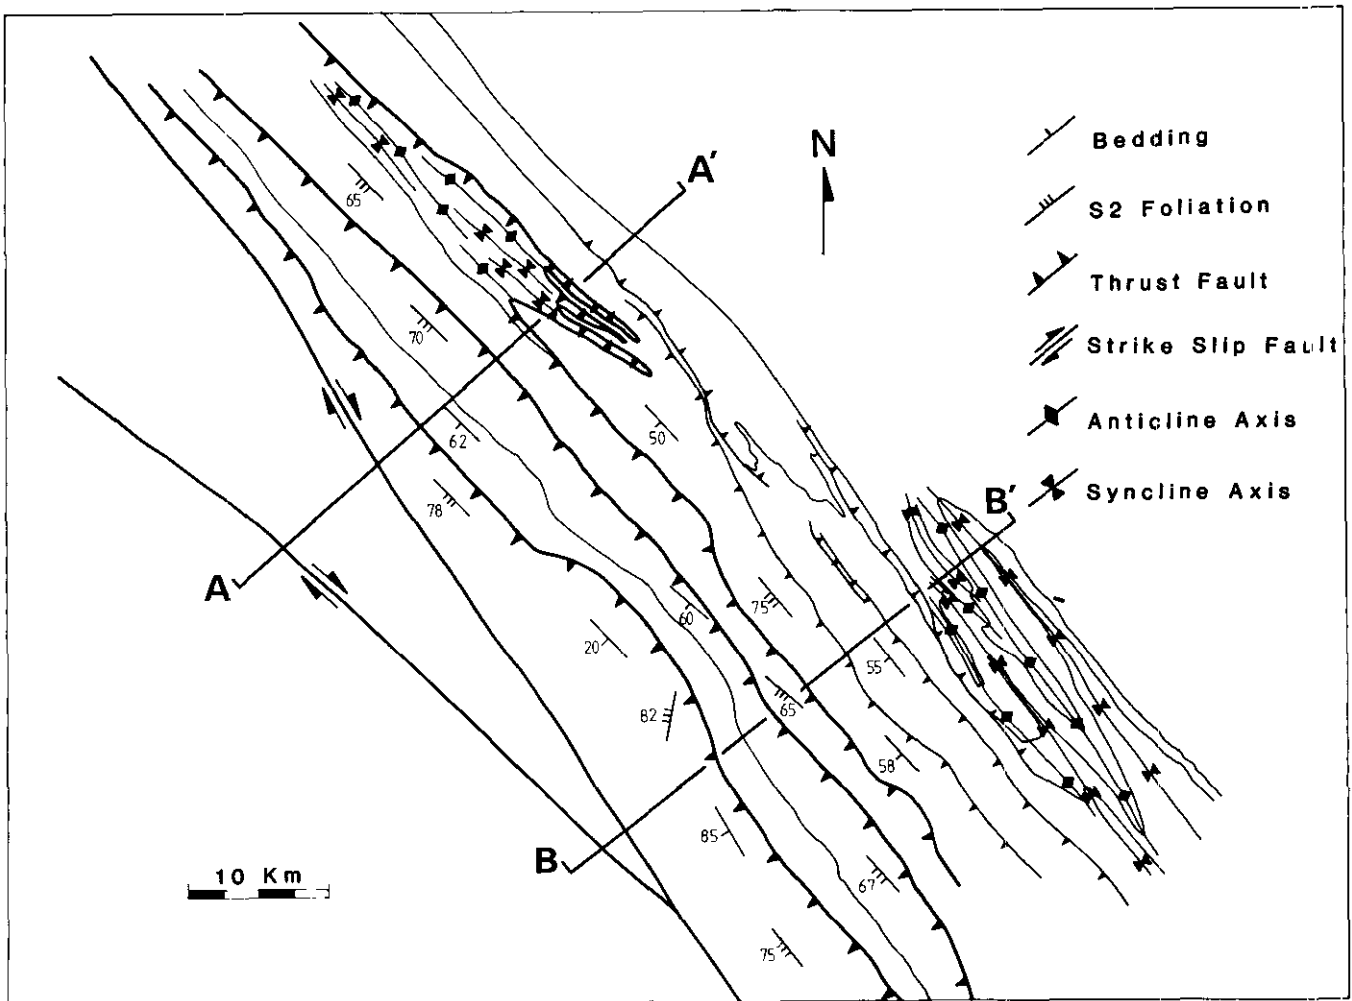 A'
N
Bedding
65
S2 Foliation
Thrust Fault
70
Strike Slip Fault
62
50
Anticline Axis
78
Syncline Axis
B'
A
75
60
20
55
65
82
58
85
B
67
10 Km
75